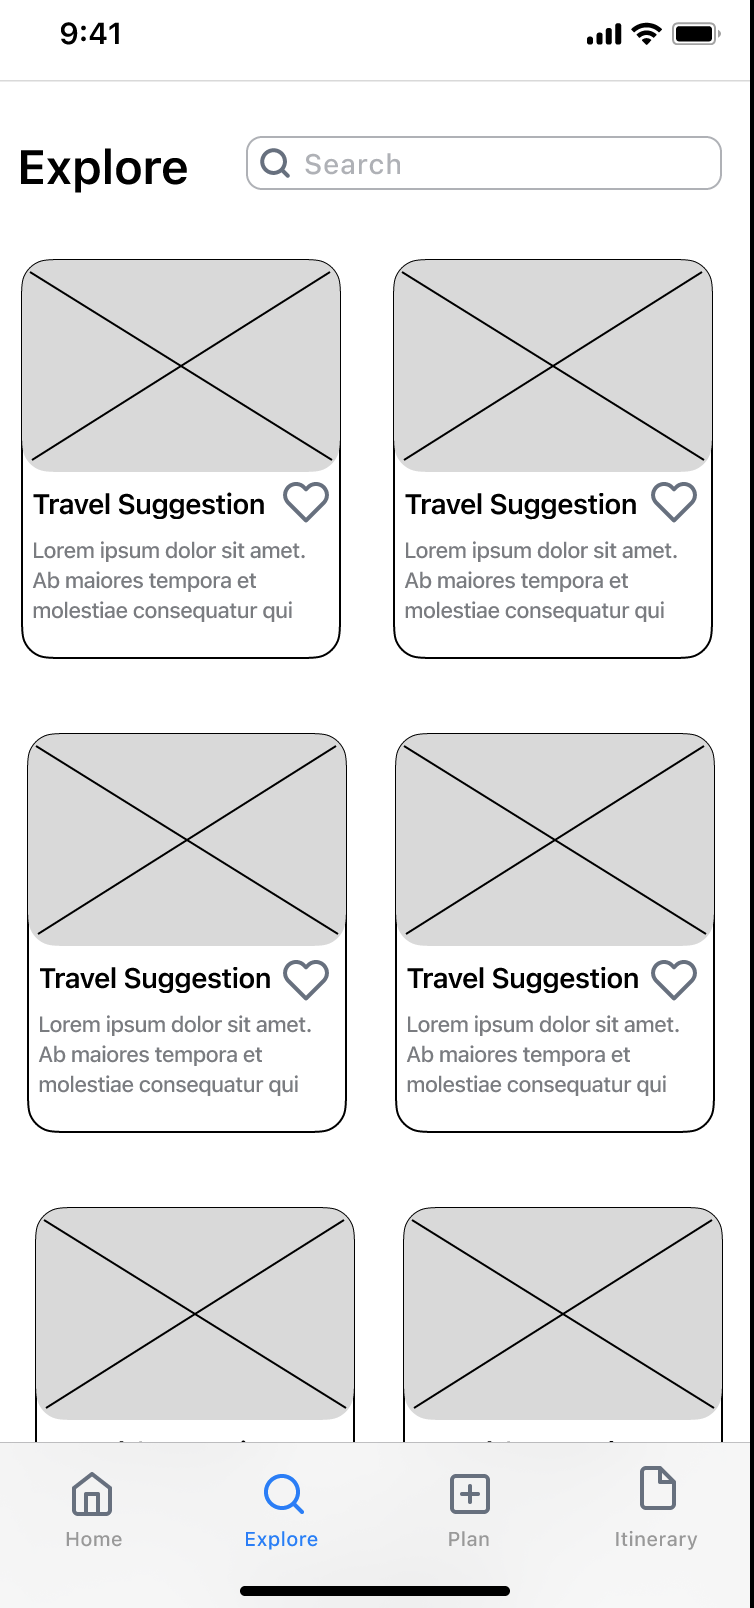 9:41
Explore
Search
Travel Suggestion
Lorem ipsum dolor sit amet.
Ab maiores tempora et
molestiae consequatur qui
Travel Suggestion
Lorem ipsum dolor sit amet.
Ab maiores tempora et
molestiae consequatur qui
Travel Suggestion
Lorem ipsum dolor sit amet.
Ab maiores tempora et
molestiae consequatur qui
Travel Suggestion
Lorem ipsum dolor sit amet.
Ab maiores tempora et
molestiae consequatur qui
Home
Explore
Plan
Itinerary